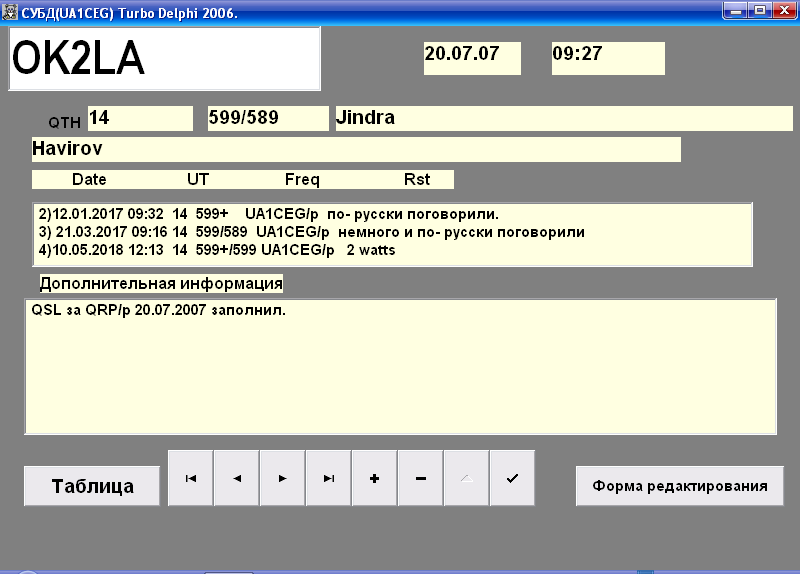 СУБД(UA1CEG) Turbo Delphi 2006.
OK2LA 20.07.07 09:27
QTH 14 599/589 Jindra
Havirov
Date UT Freq Rst
2)12.01.2017 09:32 14 599+ UA1CEG/p по- русски поговорили.
3) 21.03.2017 09:16 14 599/589 UA1CEG/p немного и по- русски поговорили
4)10.05.2018 12:13 14 599+/599 UA1CEG/p 2 watts
Дополнительная информация
QSL за QRP/p 20.07.2007 заполнил.
Таблица Форма редактирования